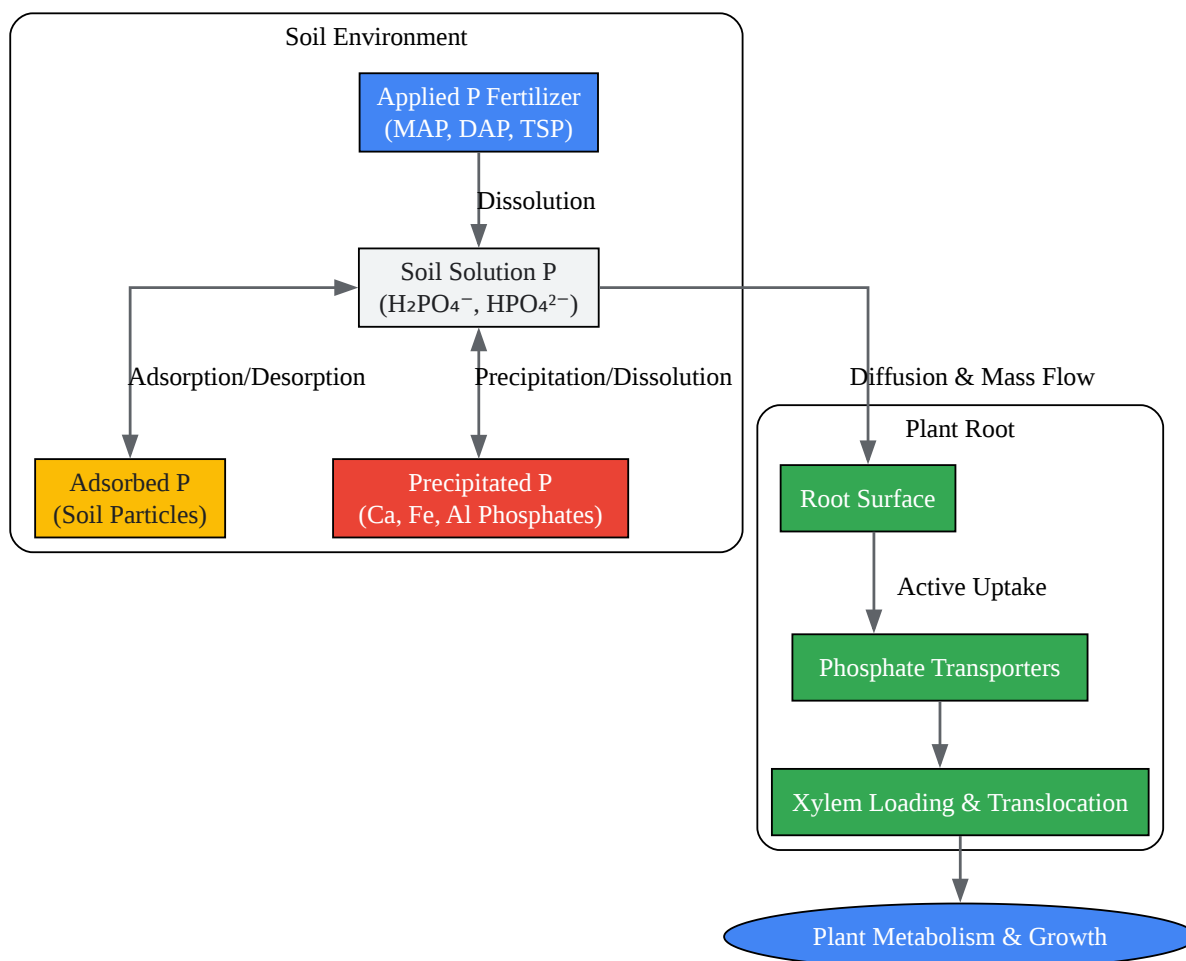 Soil Environment
Applied P Fertilizer
(MAP, DAP, TSP)
Dissolution
Soil Solution P
(H₂PO₄⁻, HPO₄²⁻)
Adsorption/Desorption
Precipitation/Dissolution
Diffusion & Mass Flow
Adsorbed P
(Soil Particles)
Precipitated P
(Ca, Fe, Al Phosphates)
Plant Root
Root Surface
Active Uptake
Phosphate Transporters
Xylem Loading & Translocation
Plant Metabolism & Growth